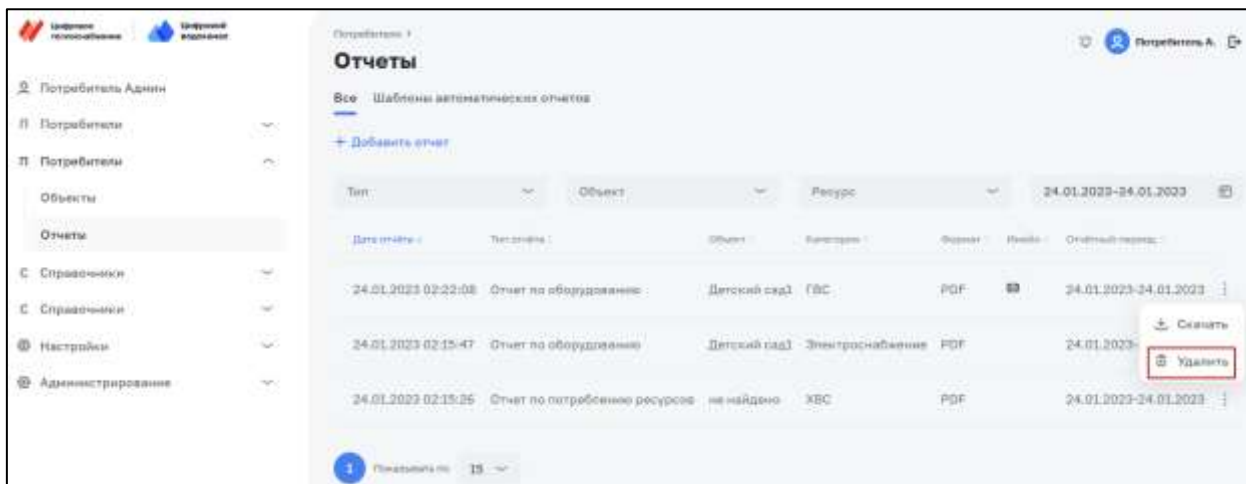 Цифровое теплоснабжение
Цифровой водоканал
Потребитель Админ
П Потребители
П Потребители
Объекты
Отчеты
С Справочники
С Справочники
Настройки
Администрирование
Потребители >
Потребитель А.
Отчеты
Все Шаблоны автоматических отчетов
+ Добавить отчет
Тип Объект Ресурс 24.01.2023-24.01.2023
Дата отчёта Тип отчёта Объект Категория Формат Имейл Отчётный период
24.01.2023 02:22:08 Отчет по оборудованию Детский сад1 ГВС PDF 24.01.2023-24.01.2023
Скачать
24.01.2023 02:15:47 Отчет по оборудованию Детский сад1 Электроснабжение PDF 24.01.2023-
Удалить
24.01.2023 02:15:26 Отчет по потреблению ресурсов не найдено ХВС PDF 24.01.2023-24.01.2023
1 Показывать по 15